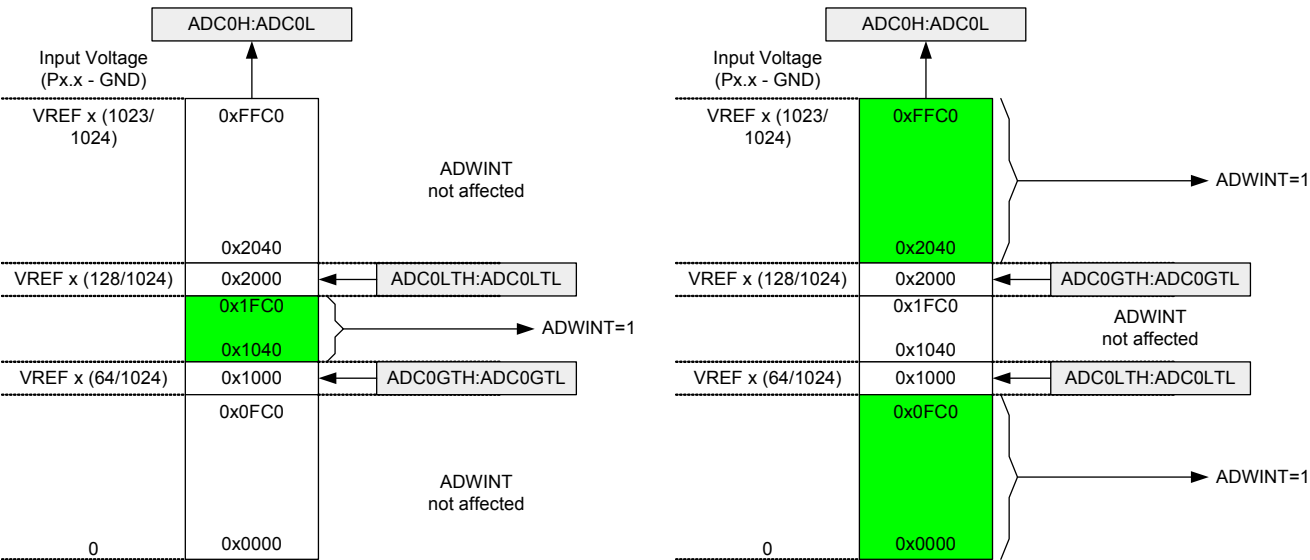 ADC0H:ADC0L
Input Voltage
(Px.x - GND)
VREF x (1023/
1024)
0xFFC0
ADWINT
not affected
0x2040
VREF x (128/1024)
0x2000
ADC0LTH:ADC0LTL
0x1FC0
ADWINT=1
0x1040
VREF x (64/1024)
0x1000
ADC0GTH:ADC0GTL
0x0FC0
ADWINT
not affected
0
0x0000
ADC0H:ADC0L
Input Voltage
(Px.x - GND)
VREF x (1023/
1024)
0xFFC0
ADWINT=1
0x2040
VREF x (128/1024)
0x2000
ADC0GTH:ADC0GTL
0x1FC0
ADWINT
not affected
0x1040
VREF x (64/1024)
0x1000
ADC0LTH:ADC0LTL
0x0FC0
ADWINT=1
0
0x0000